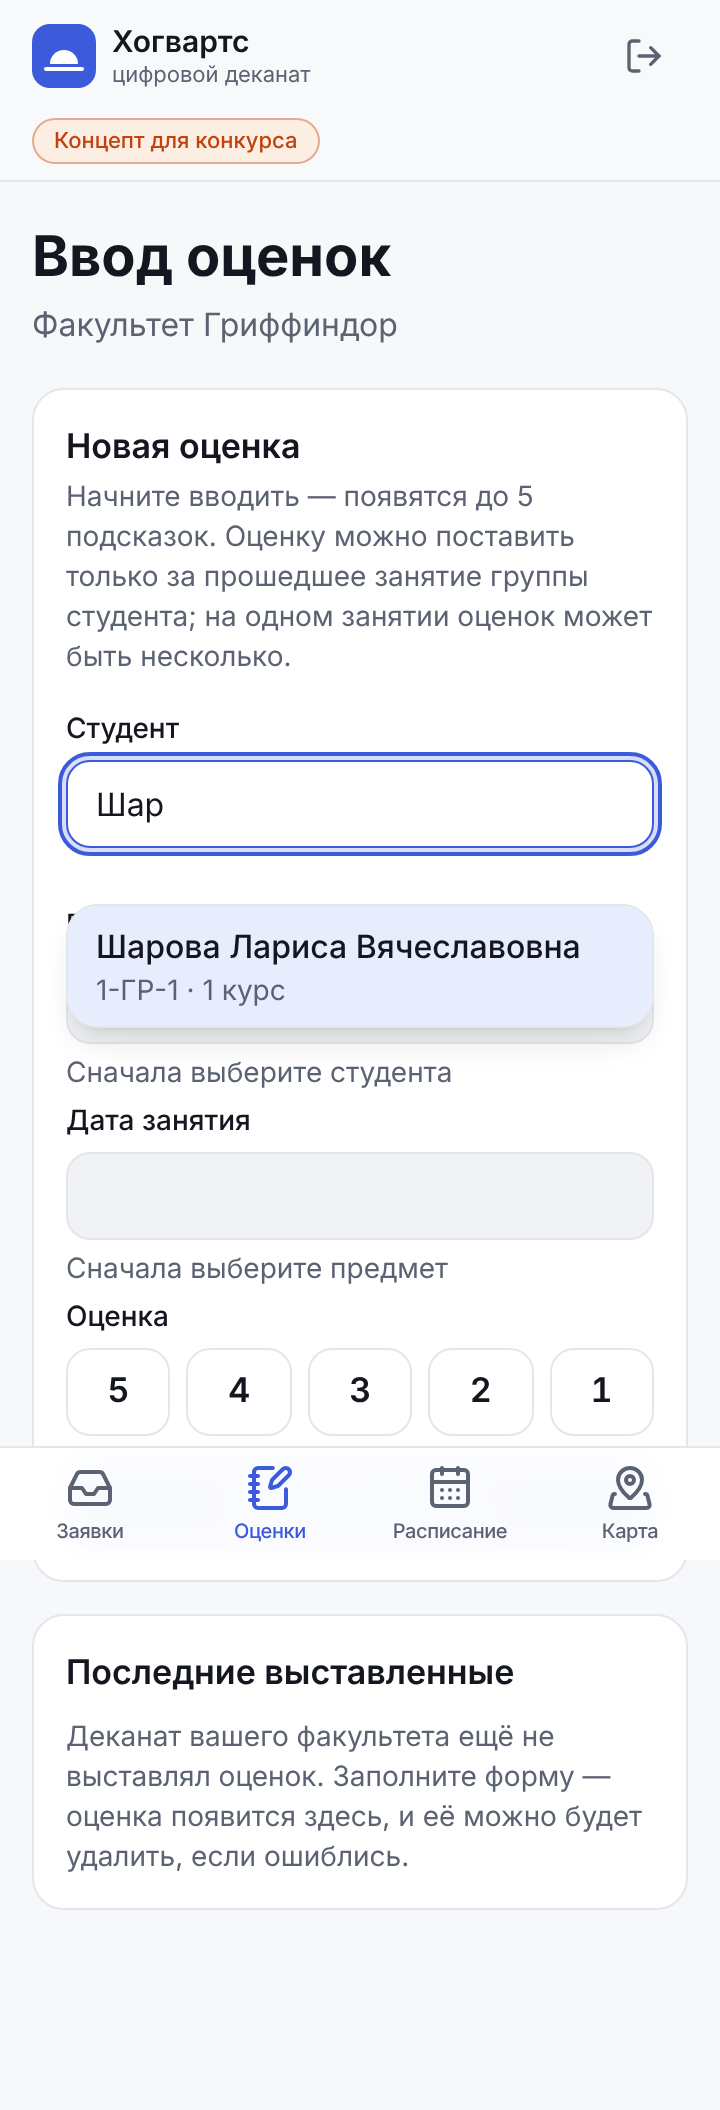 Хогвартс
цифровой деканат
Концепт для конкурса
Ввод оценок
Факультет Гриффиндор
Новая оценка
Начните вводить — появятся до 5
подсказок. Оценку можно поставить
только за прошедшее занятие группы
студента; на одном занятии оценок может
быть несколько.
Студент
Шар
Шарова Лариса Вячеславовна
1-ГР-1 · 1 курс
Сначала выберите студента
Дата занятия
Сначала выберите предмет
Оценка
5 4 3 2 1
Заявки Оценки Расписание Карта
Последние выставленные
Деканат вашего факультета ещё не
выставлял оценок. Заполните форму —
оценка появится здесь, и её можно будет
удалить, если ошиблись.